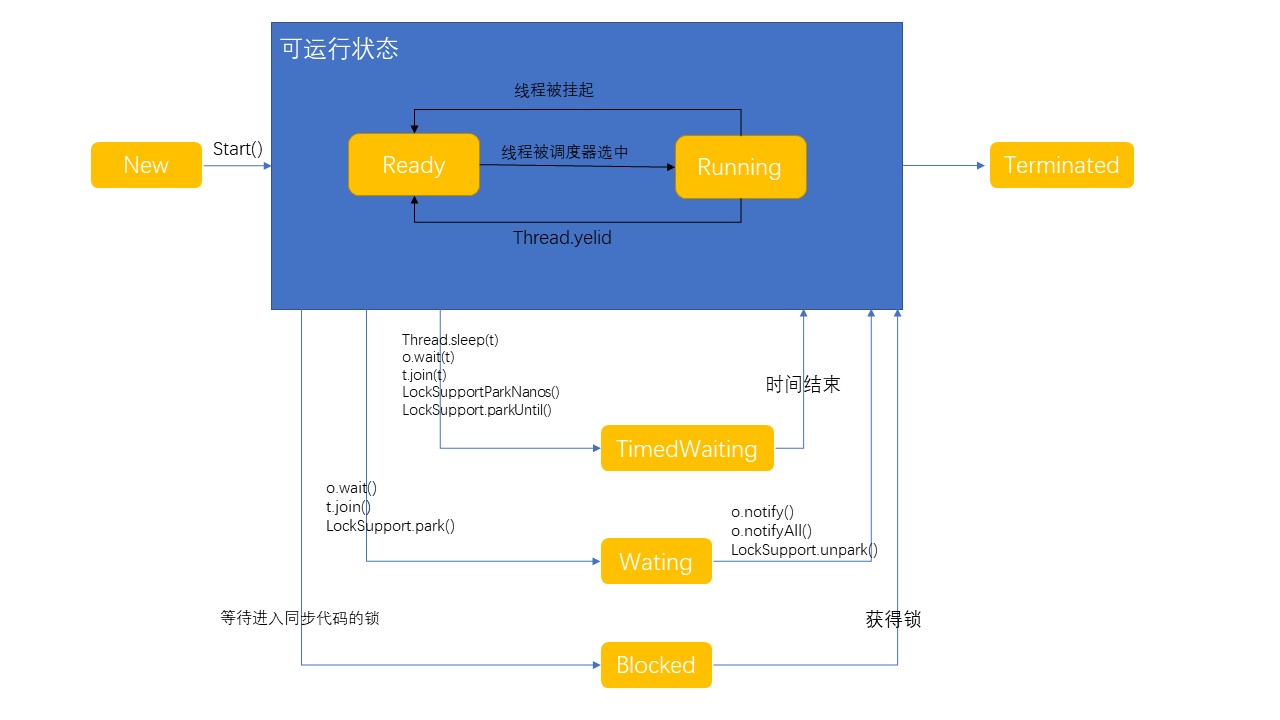 可运行状态
线程被挂起
New
Start()
Ready
线程被调度器选中
Running
Terminated
Thread.yelid
Thread.sleep(t)
o.wait(t)
t.join(t)
LockSupportParkNanos()
LockSupport.parkUntil()
时间结束
TimedWaiting
o.wait()
t.join()
LockSupport.park()
o.notify()
o.notifyAll()
LockSupport.unpark()
Wating
等待进入同步代码的锁
获得锁
Blocked